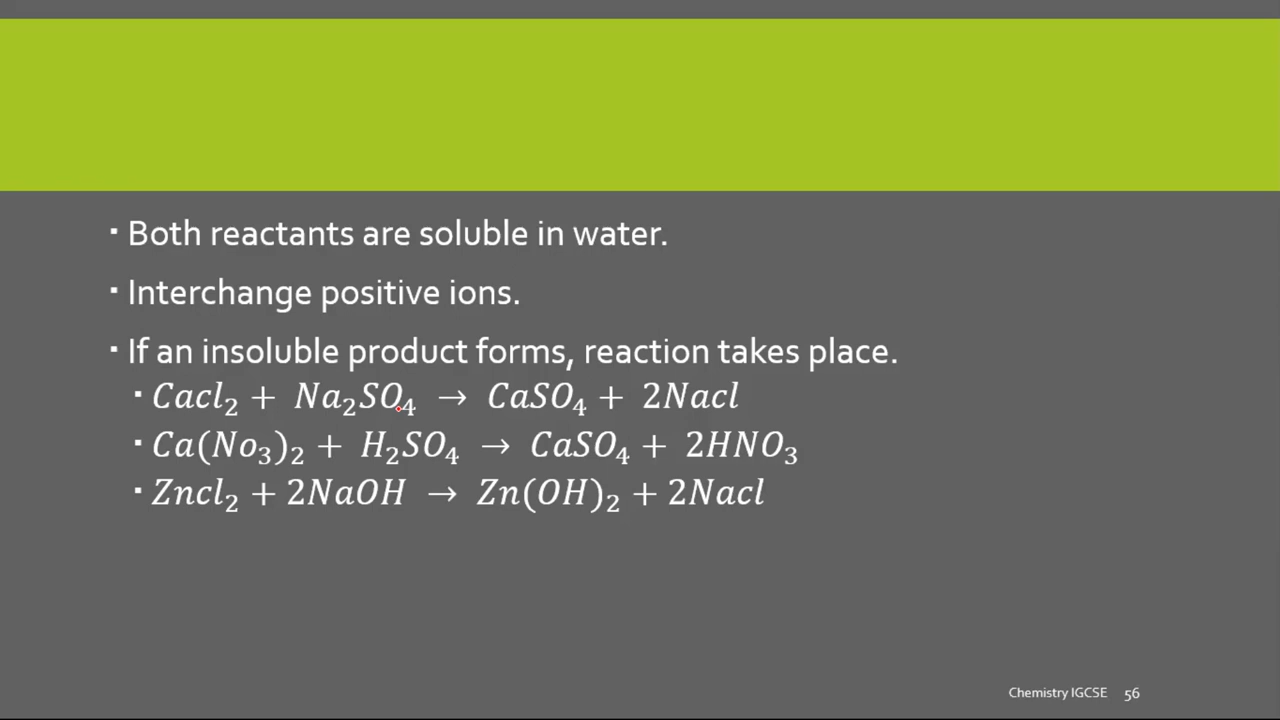 ▪ Both reactants are soluble in water.
▪ Interchange positive ions.
▪ If an insoluble product forms, reaction takes place.
▪ Cacl₂ + Na₂SO₄ → CaSO₄ + 2Nacl
▪ Ca(No₃)₂ + H₂SO₄ → CaSO₄ + 2HNO₃
▪ Zncl₂ + 2NaOH → Zn(OH)₂ + 2Nacl
Chemistry IGCSE 56